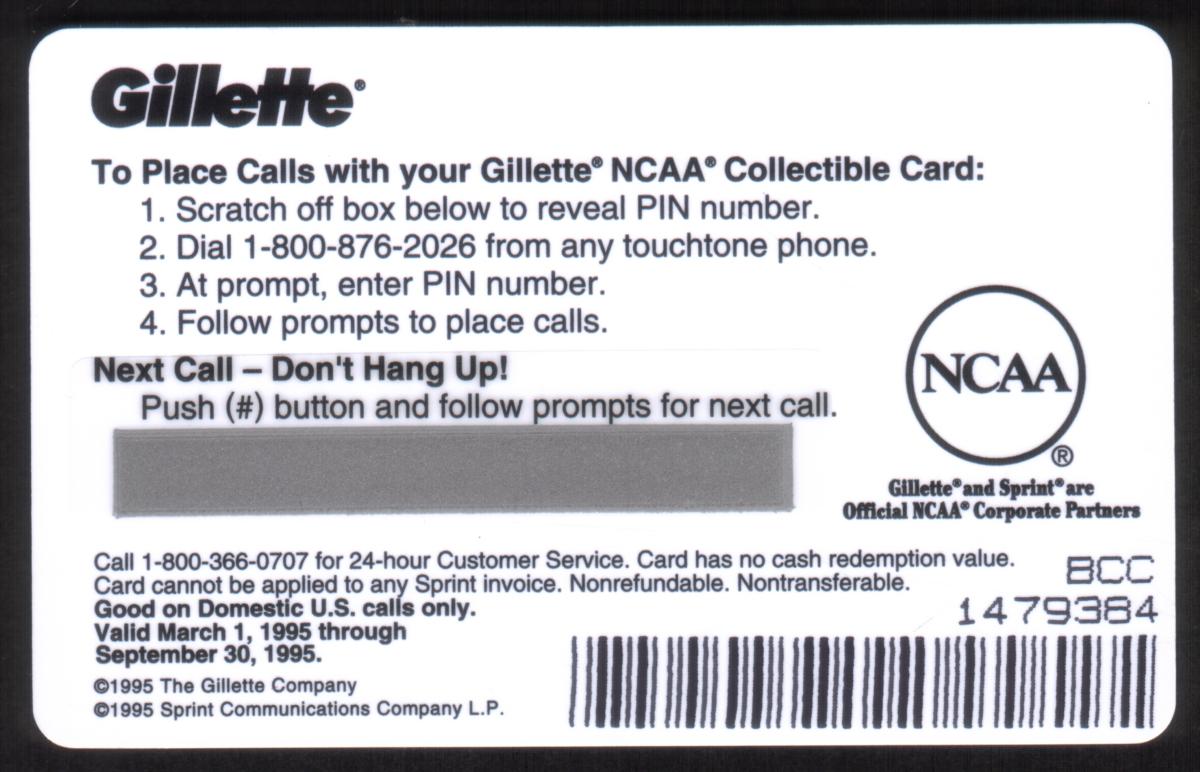 Gillette®
To Place Calls with your Gillette® NCAA® Collectible Card:
1. Scratch off box below to reveal PIN number.
2. Dial 1-800-876-2026 from any touchtone phone.
3. At prompt, enter PIN number.
4. Follow prompts to place calls.
Next Call – Don't Hang Up!
Push (#) button and follow prompts for next call.
NCAA®
Gillette® and Sprint® are
Official NCAA® Corporate Partners
Call 1-800-366-0707 for 24-hour Customer Service. Card has no cash redemption value.
Card cannot be applied to any Sprint invoice. Nonrefundable. Nontransferable.
Good on Domestic U.S. calls only.
Valid March 1, 1995 through
September 30, 1995.
©1995 The Gillette Company
©1995 Sprint Communications Company L.P.
BCC
1479384